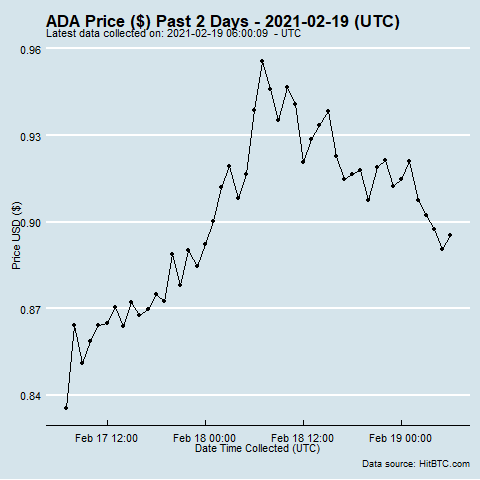 ADA Price ($) Past 2 Days - 2021-02-19 (UTC)
Latest data collected on: 2021-02-19 06:00:09 - UTC
0.96
0.93
0.90
0.87
0.84
Price USD ($)
Feb 17 12:00 Feb 18 00:00 Feb 18 12:00 Feb 19 00:00
Date Time Collected (UTC)
Data source: HitBTC.com